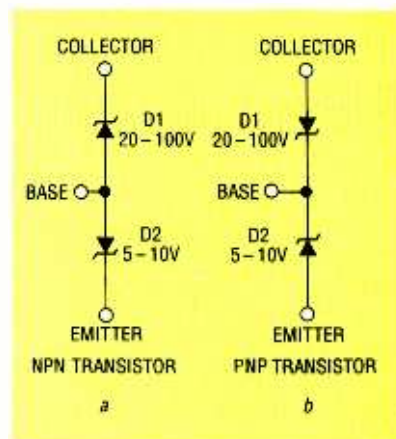 COLLECTOR
D1
20–100V
BASE
D2
5–10V
EMITTER
NPN TRANSISTOR
a
COLLECTOR
D1
20–100V
BASE
D2
5–10V
EMITTER
PNP TRANSISTOR
b